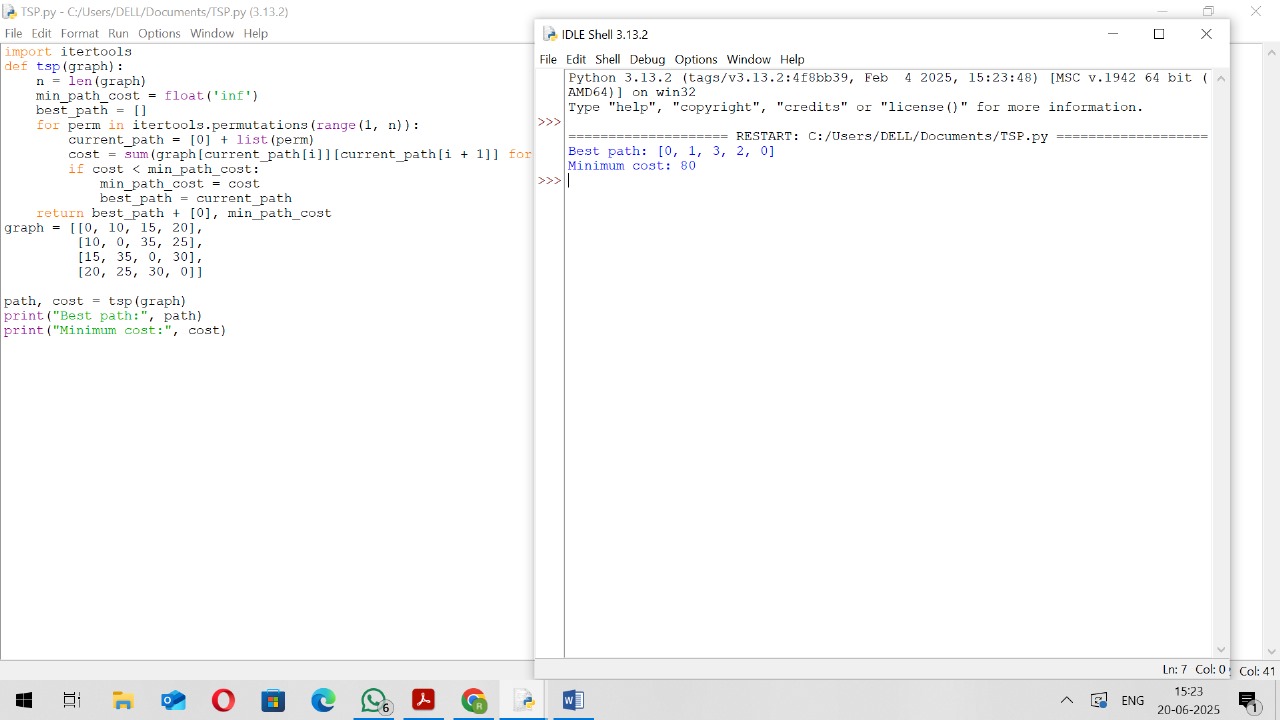 TSP.py - C:/Users/DELL/Documents/TSP.py (3.13.2)
File Edit Format Run Options Window Help
import itertools
def tsp(graph):
    n = len(graph)
    min_path_cost = float('inf')
    best_path = []
    for perm in itertools.permutations(range(1, n)):
        current_path = [0] + list(perm)
        cost = sum(graph[current_path[i]][current_path[i + 1]] for
        if cost < min_path_cost:
            min_path_cost = cost
            best_path = current_path
    return best_path + [0], min_path_cost
graph = [[0, 10, 15, 20],
         [10, 0, 35, 25],
         [15, 35, 0, 30],
         [20, 25, 30, 0]]
path, cost = tsp(graph)
print("Best path:", path)
print("Minimum cost:", cost)
IDLE Shell 3.13.2
File Edit Shell Debug Options Window Help
Python 3.13.2 (tags/v3.13.2:4f8bb39, Feb  4 2025, 15:23:48) [MSC v.1942 64 bit (
AMD64)] on win32
Type "help", "copyright", "credits" or "license()" for more information.
>>>
==================== RESTART: C:/Users/DELL/Documents/TSP.py ===================
Best path: [0, 1, 3, 2, 0]
Minimum cost: 80
>>>
Ln: 7 Col: 0
Col: 41
6
ENG
15:23
20-06-2025
1